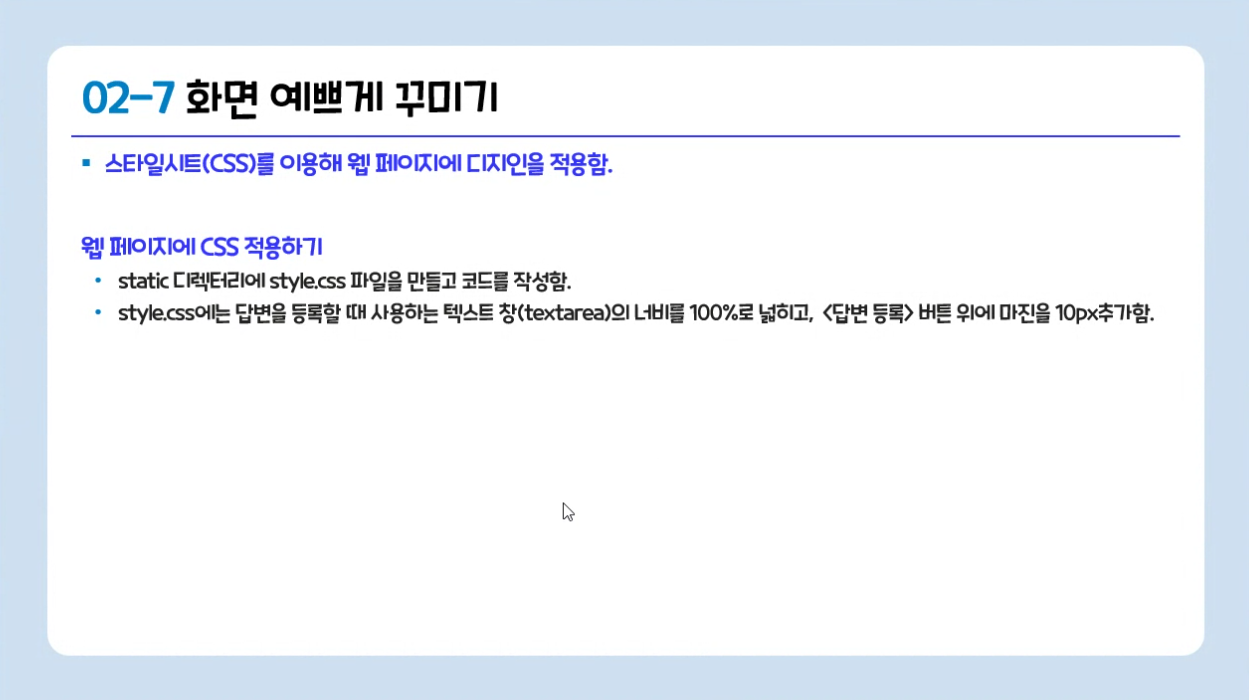 02-7 화면 예쁘게 꾸미기
스타일시트(CSS)를 이용해 웹 페이지에 디자인을 적용함.
웹 페이지에 CSS 적용하기
static 디렉터리에 style.css 파일을 만들고 코드를 작성함.
style.css에는 답변을 등록할 때 사용하는 텍스트 창(textarea)의 너비를 100%로 넓히고, <답변 등록> 버튼 위에 마진을 10px추가함.